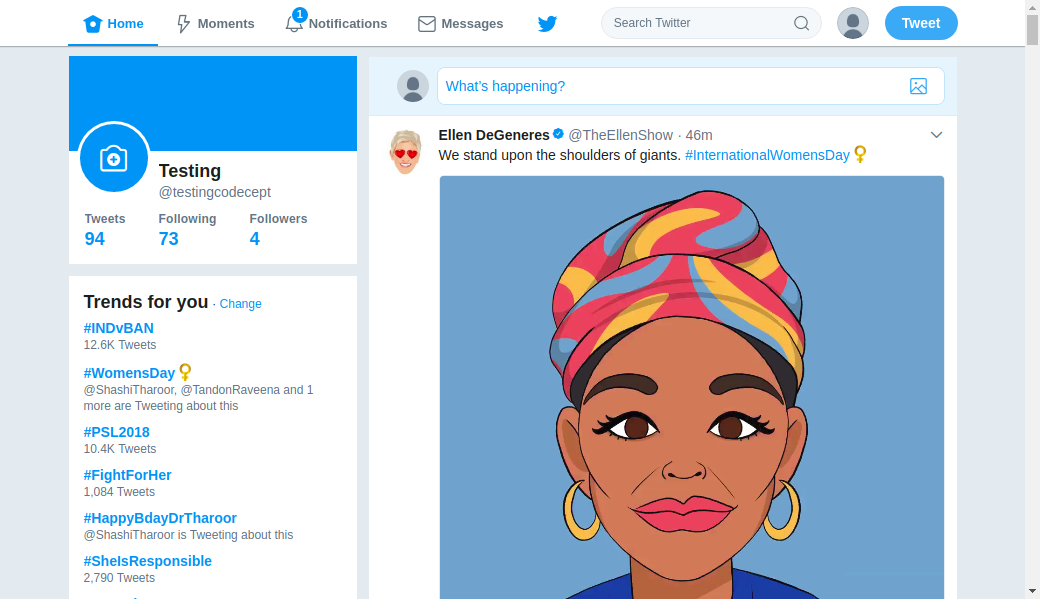 Home
Moments
1
Notifications
Messages
Search Twitter
Tweet
What's happening?
Testing
@testingcodecept
Tweets Following Followers
94 73 4
Trends for you · Change
#INDvBAN
12.6K Tweets
#WomensDay
@ShashiTharoor, @TandonRaveena and 1
more are Tweeting about this
#PSL2018
10.4K Tweets
#FightForHer
1,084 Tweets
#HappyBdayDrTharoor
@ShashiTharoor is Tweeting about this
#SheIsResponsible
2,790 Tweets
Ellen DeGeneres @TheEllenShow · 46m
We stand upon the shoulders of giants. #InternationalWomensDay